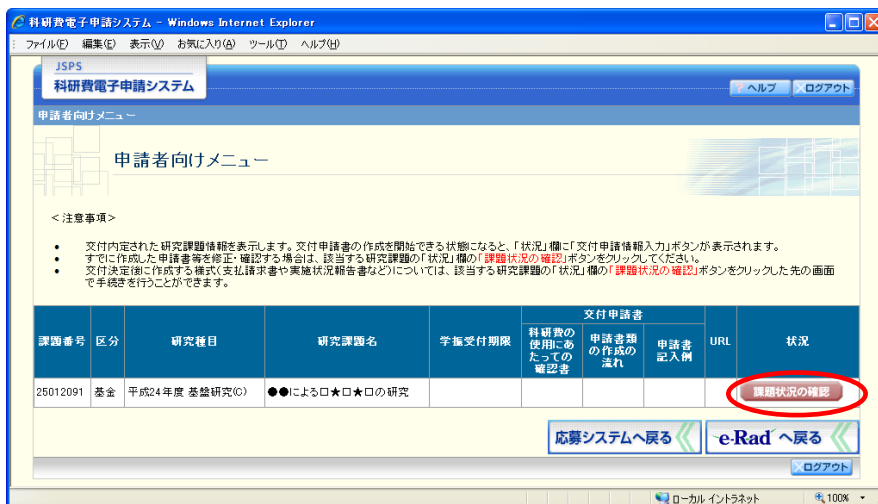 科研費電子申請システム - Windows Internet Explorer
ファイル(F) 編集(E) 表示(V) お気に入り(A) ツール(T) ヘルプ(H)
JSPS
科研費電子申請システム
? ヘルプ ×ログアウト
申請者向けメニュー
申請者向けメニュー
<注意事項>
• 交付内定された研究課題情報を表示します。交付申請書の作成を開始できる状態になると、「状況」欄に「交付申請情報入力」ボタンが表示されます。
• すでに作成した申請書等を修正・確認する場合は、該当する研究課題の「状況」欄の「課題状況の確認」ボタンをクリックしてください。
• 交付決定後に作成する様式(支払請求書や実施状況報告書など)については、該当する研究課題の「状況」欄の「課題状況の確認」ボタンをクリックした先の画面
で手続きを行うことができます。
交付申請書
課題番号 区分 研究種目 研究課題名 学振受付期限 科研費の使用にあたっての確認書 申請書類の作成の流れ 申請書記入例 URL 状況
25012091 基金 平成24年度 基盤研究(C) ●●による□★□★□の研究 課題状況の確認
応募システムへ戻る e-Rad へ戻る
×ログアウト
ローカル イントラネット 100%